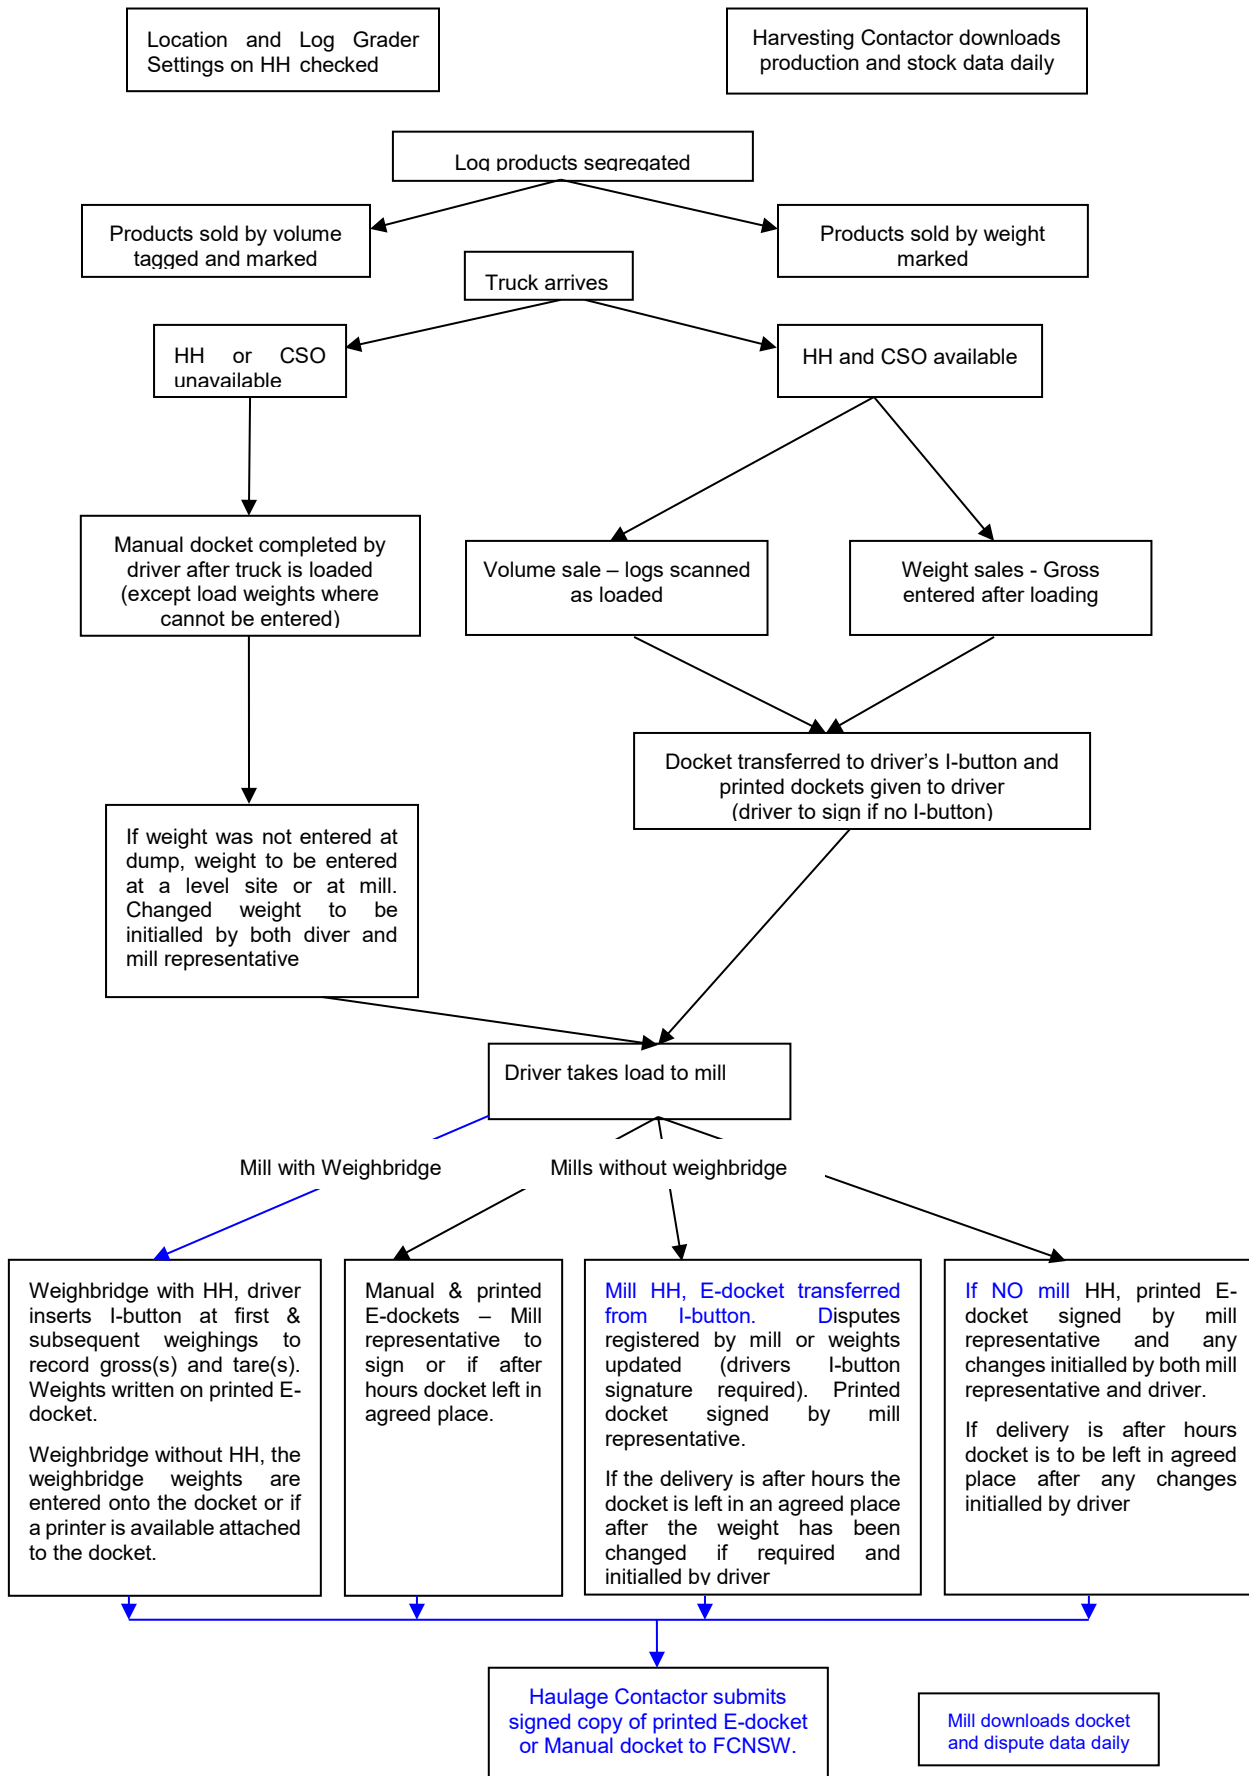 Location and Log Grader
Settings on HH checked
Harvesting Contactor downloads
production and stock data daily
Log products segregated
Products sold by volume
tagged and marked
Products sold by weight
marked
Truck arrives
HH or CSO
unavailable
HH and CSO available
Manual docket completed by
driver after truck is loaded
(except load weights where
cannot be entered)
Volume sale – logs scanned
as loaded
Weight sales - Gross
entered after loading
Docket transferred to driver's I-button and
printed dockets given to driver
(driver to sign if no I-button)
If weight was not entered at
dump, weight to be entered
at a level site or at mill.
Changed weight to be
initialled by both diver and
mill representative
Driver takes load to mill
Mill with Weighbridge
Mills without weighbridge
Weighbridge with HH, driver
inserts I-button at first &
subsequent weighings to
record gross(s) and tare(s).
Weights written on printed E-
docket.
Weighbridge without HH, the
weighbridge weights are
entered onto the docket or if
a printer is available attached
to the docket.
Manual & printed
E-dockets – Mill
representative to
sign or if after
hours docket left in
agreed place.
Mill HH, E-docket transferred
from I-button. Disputes
registered by mill or weights
updated (drivers I-button
signature required). Printed
docket signed by mill
representative.
If the delivery is after hours the
docket is left in an agreed place
after the weight has been
changed if required and
initialled by driver
If NO mill HH, printed E-
docket signed by mill
representative and any
changes initialled by both mill
representative and driver.
If delivery is after hours
docket is to be left in agreed
place after any changes
initialled by driver
Haulage Contactor submits
signed copy of printed E-docket
or Manual docket to FCNSW.
Mill downloads docket
and dispute data daily